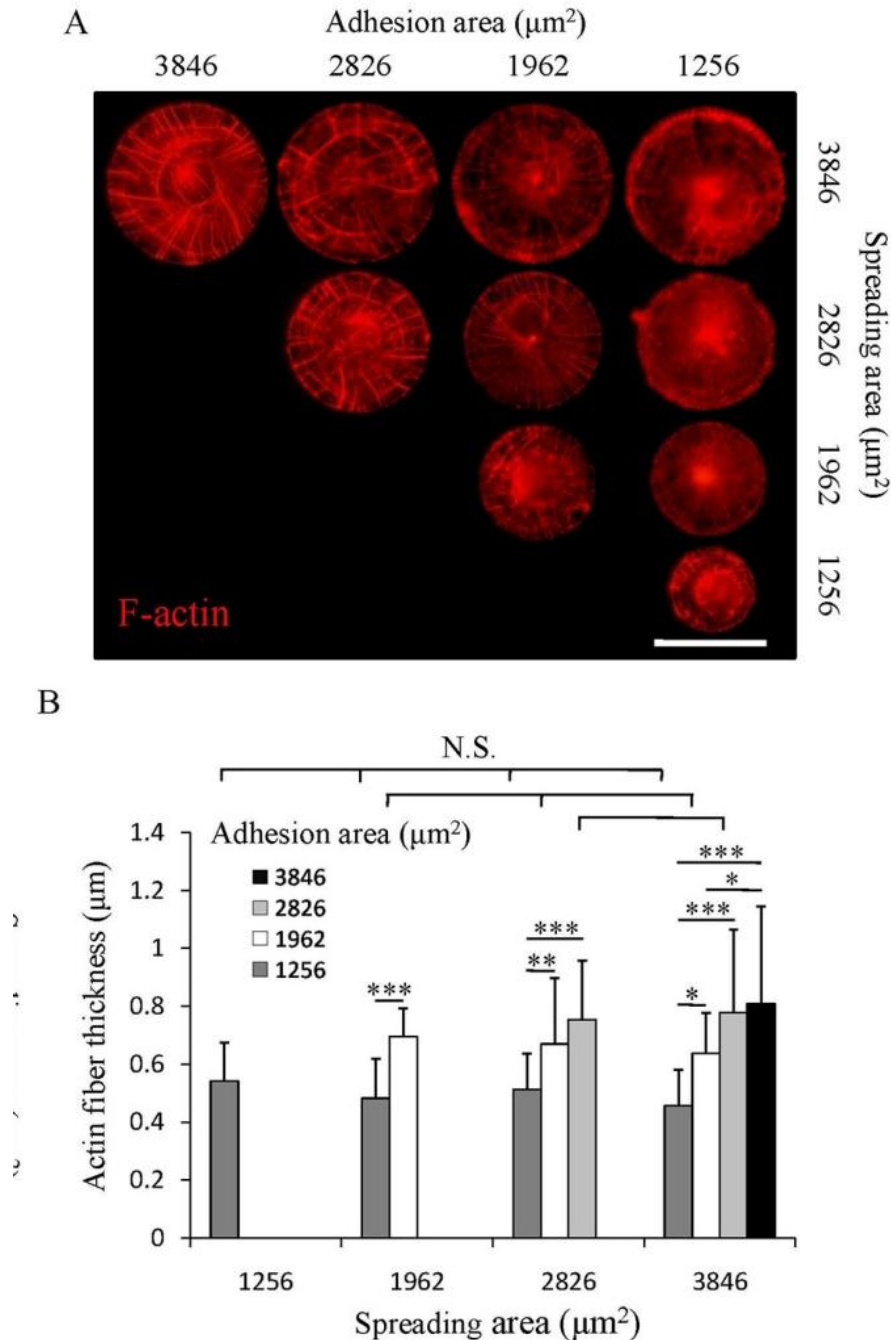 A
Adhesion area (μm²)
3846 2826 1962 1256
3846
2826
1962
1256
Spreading area (μm²)
F-actin
B
N.S.
Adhesion area (μm²)
3846
2826
1962
1256
***
*
***
*
***
**
***
1.4
1.2
1
0.8
0.6
0.4
0.2
0
Actin fiber thickness (μm)
1256 1962 2826 3846
Spreading area (μm²)